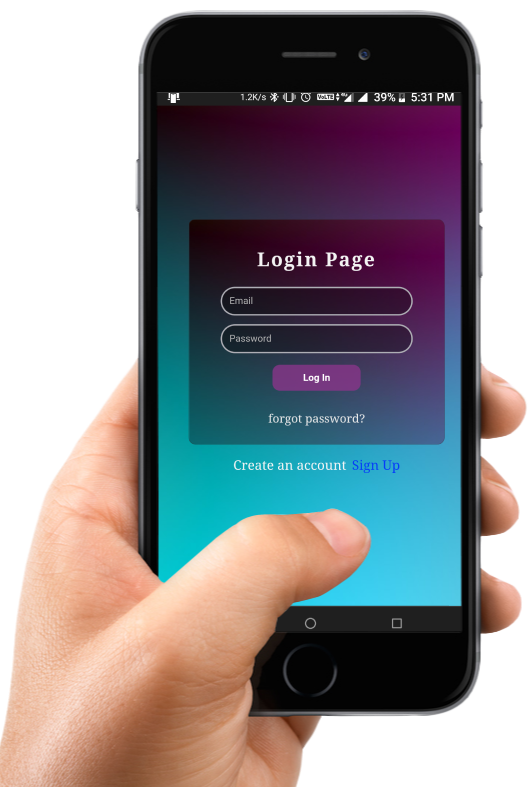 1.2K/s VoLTE 4G 39% 5:31 PM
Login Page
Email
Password
Log In
forgot password?
Create an account Sign Up